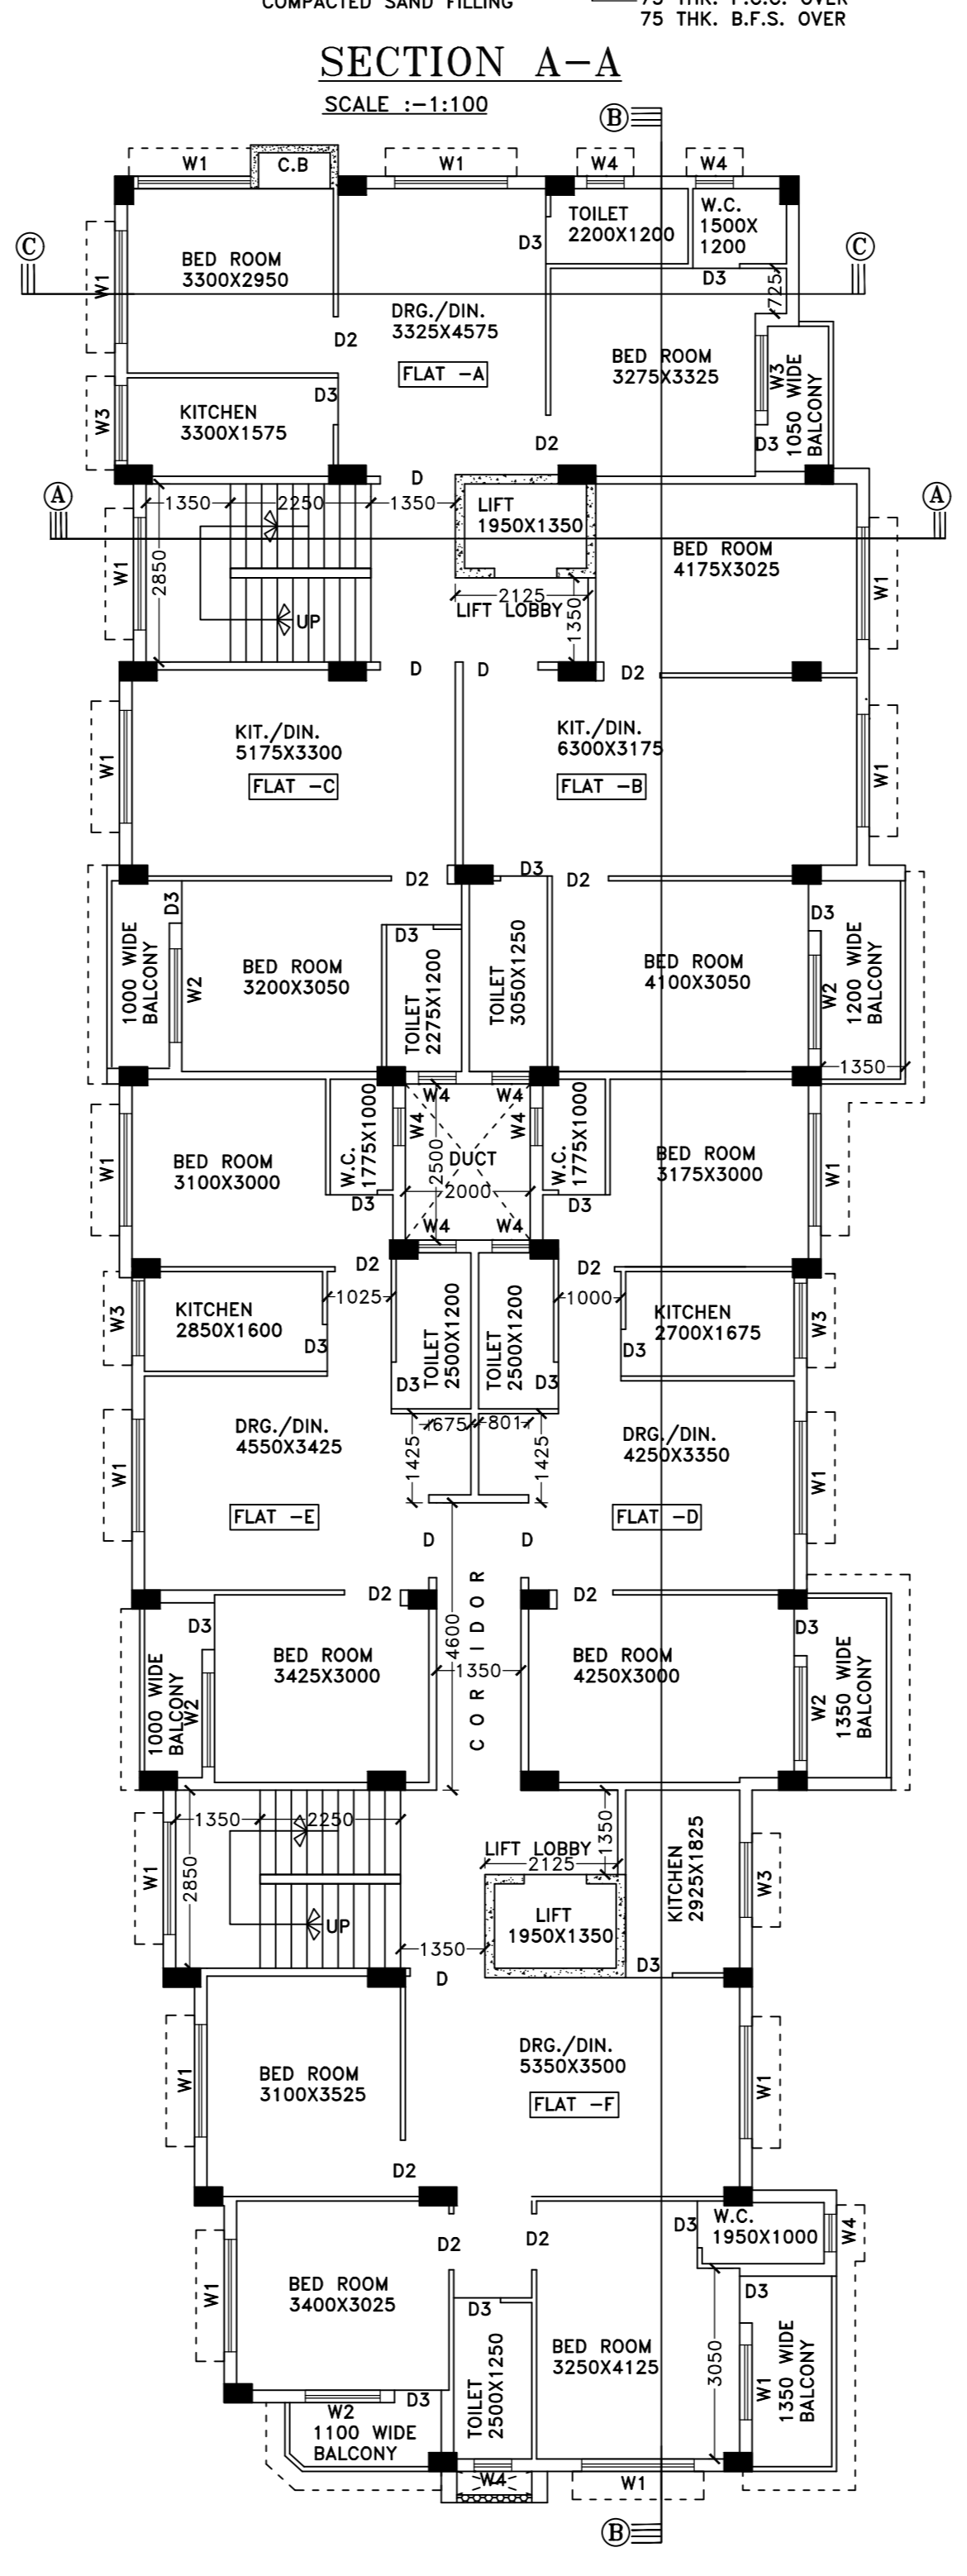 COMPACTED SAND FILLING
75 THK. P.C.C. OVER
75 THK. B.F.S. OVER
SECTION A-A
SCALE :-1:100
B
W1
C.B
W1
W4
W4
TOILET
2200X1200
W.C.
1500X
1200
D3
D3
C
C
W1
BED ROOM
3300X2950
725
DRG./DIN.
3325X4575
D2
FLAT -A
BED ROOM
3275X3325
W3
1050 WIDE
BALCONY
D3
W3
KITCHEN
3300X1575
D3
D2
D
A
A
1350
2250
1350
LIFT
1950X1350
BED ROOM
4175X3025
W1
2850
2125
LIFT LOBBY
1350
W1
UP
D
D
D2
KIT./DIN.
5175X3300
FLAT -C
KIT./DIN.
6300X3175
FLAT -B
W1
W1
D2
D3
D2
D3
D3
D3
1000 WIDE
BALCONY
W2
BED ROOM
3200X3050
TOILET
2275X1200
TOILET
3050X1250
BED ROOM
4100X3050
W2
1200 WIDE
BALCONY
1350
W4
W4
W4
W4
W1
BED ROOM
3100X3000
W.C.
1775X1000
2500
DUCT
2000
W.C.
1775X1000
BED ROOM
3175X3000
W1
D3
D3
W4
W4
D2
D2
W3
KITCHEN
2850X1600
1025
TOILET
2500X1200
TOILET
2500X1200
1000
KITCHEN
2700X1675
W3
D3
D3
D3
D3
675
801
DRG./DIN.
4550X3425
1425
1425
DRG./DIN.
4250X3350
W1
W1
FLAT -E
FLAT -D
D
D
D2
D2
D3
D3
CORRIDOR
4600
1350
1000 WIDE
BALCONY
W2
BED ROOM
3425X3000
BED ROOM
4250X3000
W2
1350 WIDE
BALCONY
1350
2250
1350
W1
2850
LIFT LOBBY
2125
KITCHEN
2925X1825
W3
UP
LIFT
1950X1350
1350
D
D3
DRG./DIN.
5350X3500
W1
BED ROOM
3100X3525
W1
FLAT -F
D2
D2
D2
D3
W.C.
1950X1000
W4
W1
BED ROOM
3400X3025
D3
D3
BED ROOM
3250X4125
3050
W1
1350 WIDE
BALCONY
TOILET
2500X1250
D3
W2
1100 WIDE
BALCONY
W4
W1
B